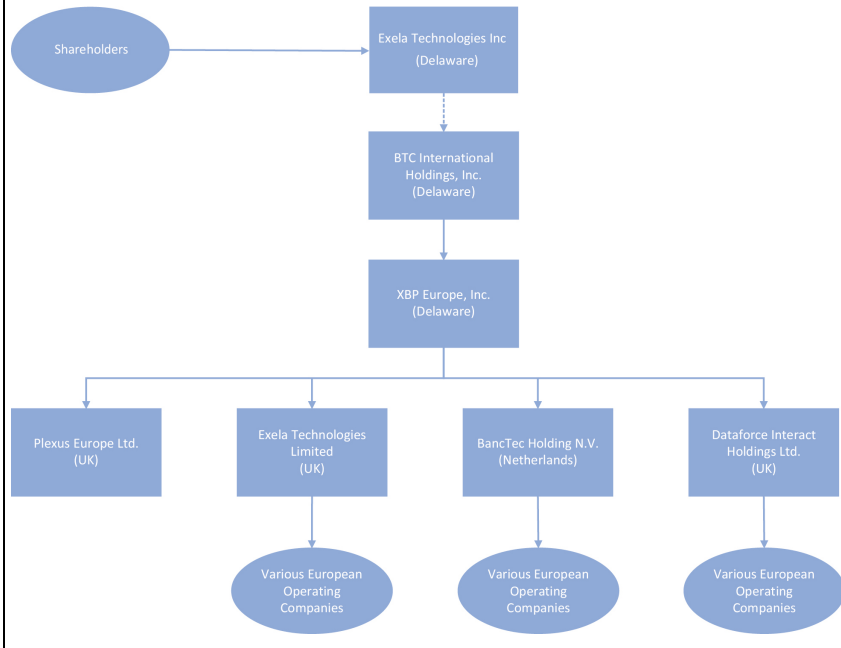 Shareholders
Exela Technologies Inc
(Delaware)
BTC International
Holdings, Inc.
(Delaware)
XBP Europe, Inc.
(Delaware)
Plexus Europe Ltd.
(UK)
Exela Technologies
Limited
(UK)
BancTec Holding N.V.
(Netherlands)
Dataforce Interact
Holdings Ltd.
(UK)
Various European
Operating
Companies
Various European
Operating
Companies
Various European
Operating
Companies